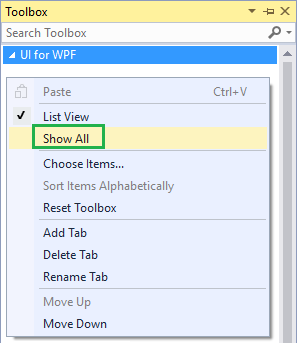 Toolbox
Search Toolbox
UI for WPF
Paste Ctrl+V
List View
Show All
Choose Items...
Sort Items Alphabetically
Reset Toolbox
Add Tab
Delete Tab
Rename Tab
Move Up
Move Down